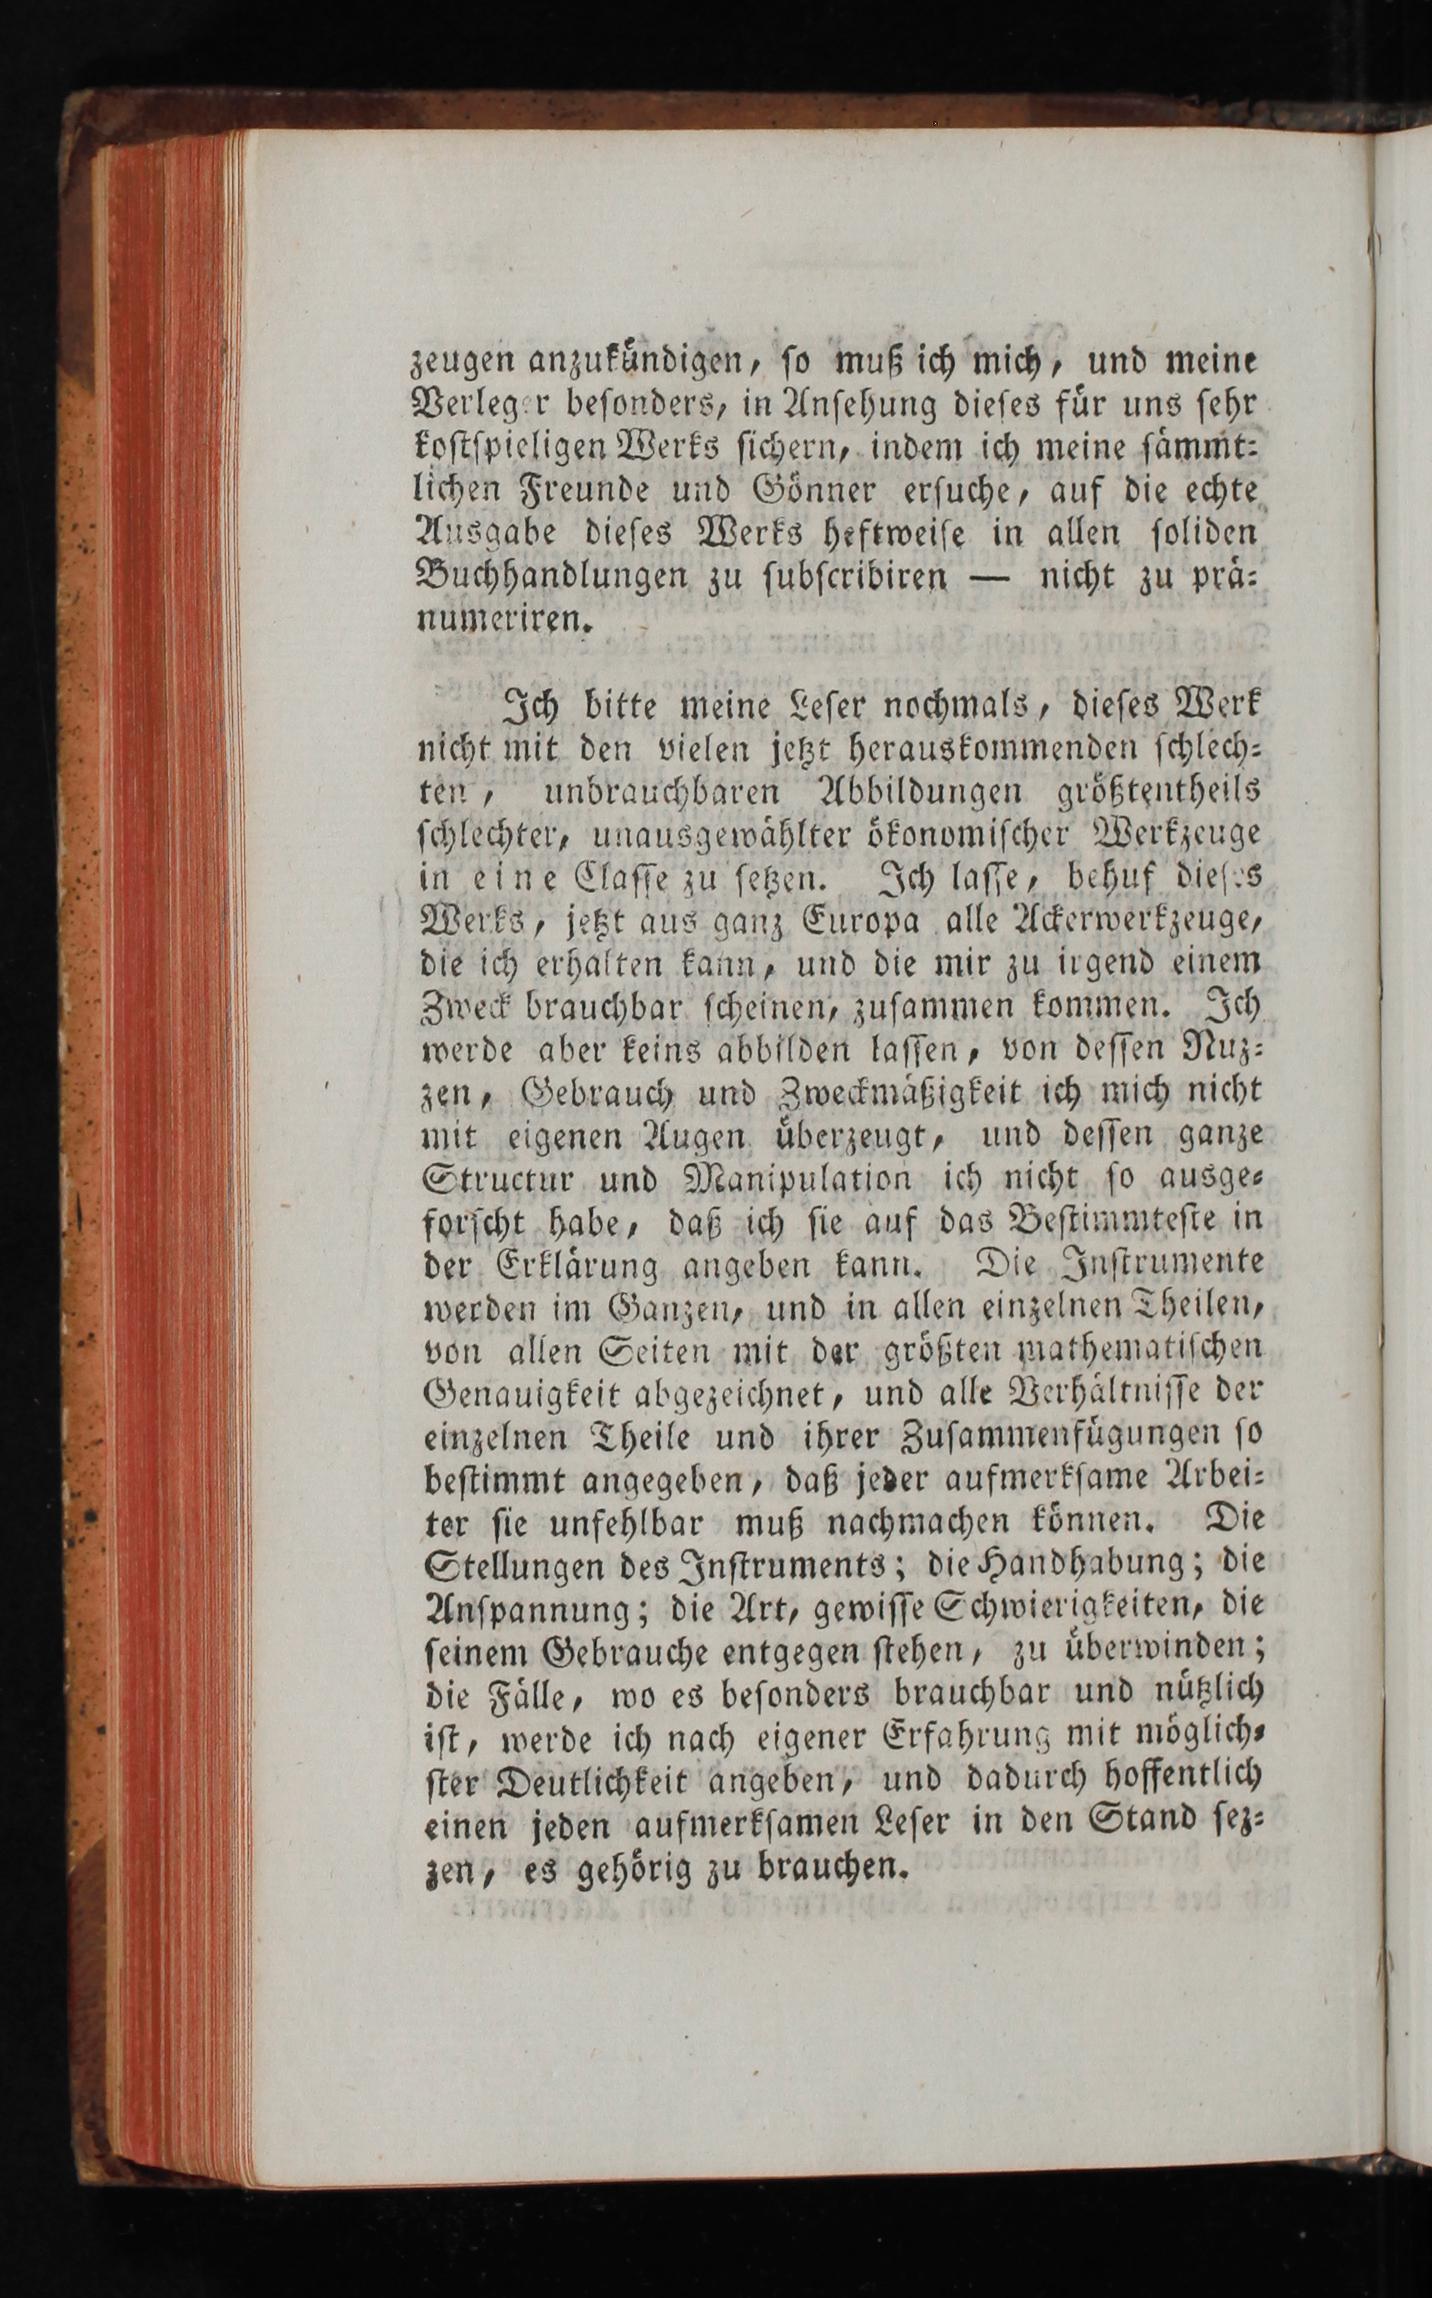 zeugen anzukündigen, ſo muß ich mich, und meine
Verleger beſonders, in Anſehung dieſes für uns ſehr
koſtſpieligen Werks ſichern, indem ich meine ſämmt⸗
lichen Freunde und Gönner erſuche, auf die echte
Ausgabe dieſes Werks heftweiſe in allen ſoliden
Buchhandlungen zu ſubſcribiren — nicht zu prä⸗
numeriren.
Ich bitte meine Leſer nochmals, dieſes Werk
nicht mit den vielen jetzt herauskommenden ſchlech⸗
ten, unbrauchbaren Abbildungen größtentheils
ſchlechter, unausgewählter ökonomiſcher Werkzeuge
in eine Claſſe zu ſetzen. Ich laſſe, behuf dieſes
Werks, jetzt aus ganz Europa alle Ackerwerkzeuge,
die ich erhalten kann, und die mir zu irgend einem
Zweck brauchbar ſcheinen, zuſammen kommen. Ich
werde aber keins abbilden laſſen, von deſſen Nuz⸗
zen, Gebrauch und Zweckmäßigkeit ich mich nicht
mit eigenen Augen überzeugt, und deſſen ganze
Structur und Manipulation ich nicht ſo ausge⸗
forſcht habe, daß ich ſie auf das Beſtimmteſte in
der Erklärung angeben kann. Die Inſtrumente
werden im Ganzen, und in allen einzelnen Theilen,
von allen Seiten mit der größten mathematiſchen
Genauigkeit abgezeichnet, und alle Verhältniſſe der
einzelnen Theile und ihrer Zuſammenfügungen ſo
beſtimmt angegeben, daß jeder aufmerkſame Arbei⸗
ter ſie unfehlbar muß nachmachen können. Die
Stellungen des Inſtruments; die Handhabung; die
Anſpannung; die Art, gewiſſe Schwierigkeiten, die
ſeinem Gebrauche entgegen ſtehen, zu überwinden;
die Fälle, wo es beſonders brauchbar und nützlich
iſt, werde ich nach eigener Erfahrung mit möglich⸗
ſter Deutlichkeit angeben, und dadurch hoffentlich
einen jeden aufmerkſamen Leſer in den Stand ſez⸗
zen, es gehörig zu brauchen.